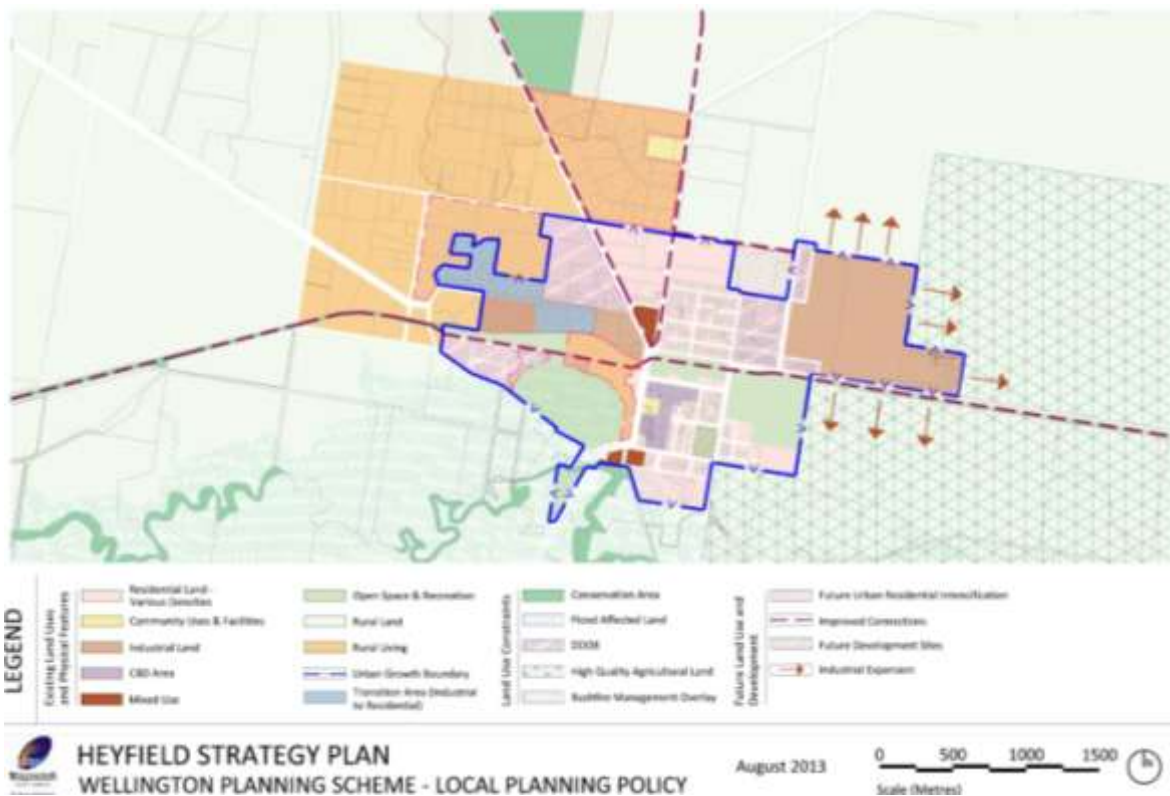 LEGEND
Existing Land Uses
and Physical Features
Residential Land -
Various Densities
Community Uses & Facilities
Industrial Land
CBD Area
Mixed Use
Open Space & Recreation
Rural Land
Rural Living
Urban Growth Boundary
Transition Area (Industrial
to Residential)
Land Use Constraints
Conservation Area
Flood Affected Land
High Quality Agricultural Land
Bushfire Management Overlay
Future Land Use and
Development
Future Urban Residential Intensification
Improved Connections
Future Development Sites
Industrial Expansion
HEYFIELD STRATEGY PLAN
WELLINGTON PLANNING SCHEME - LOCAL PLANNING POLICY
August 2013
0 500 1000 1500
Scale (Metres)